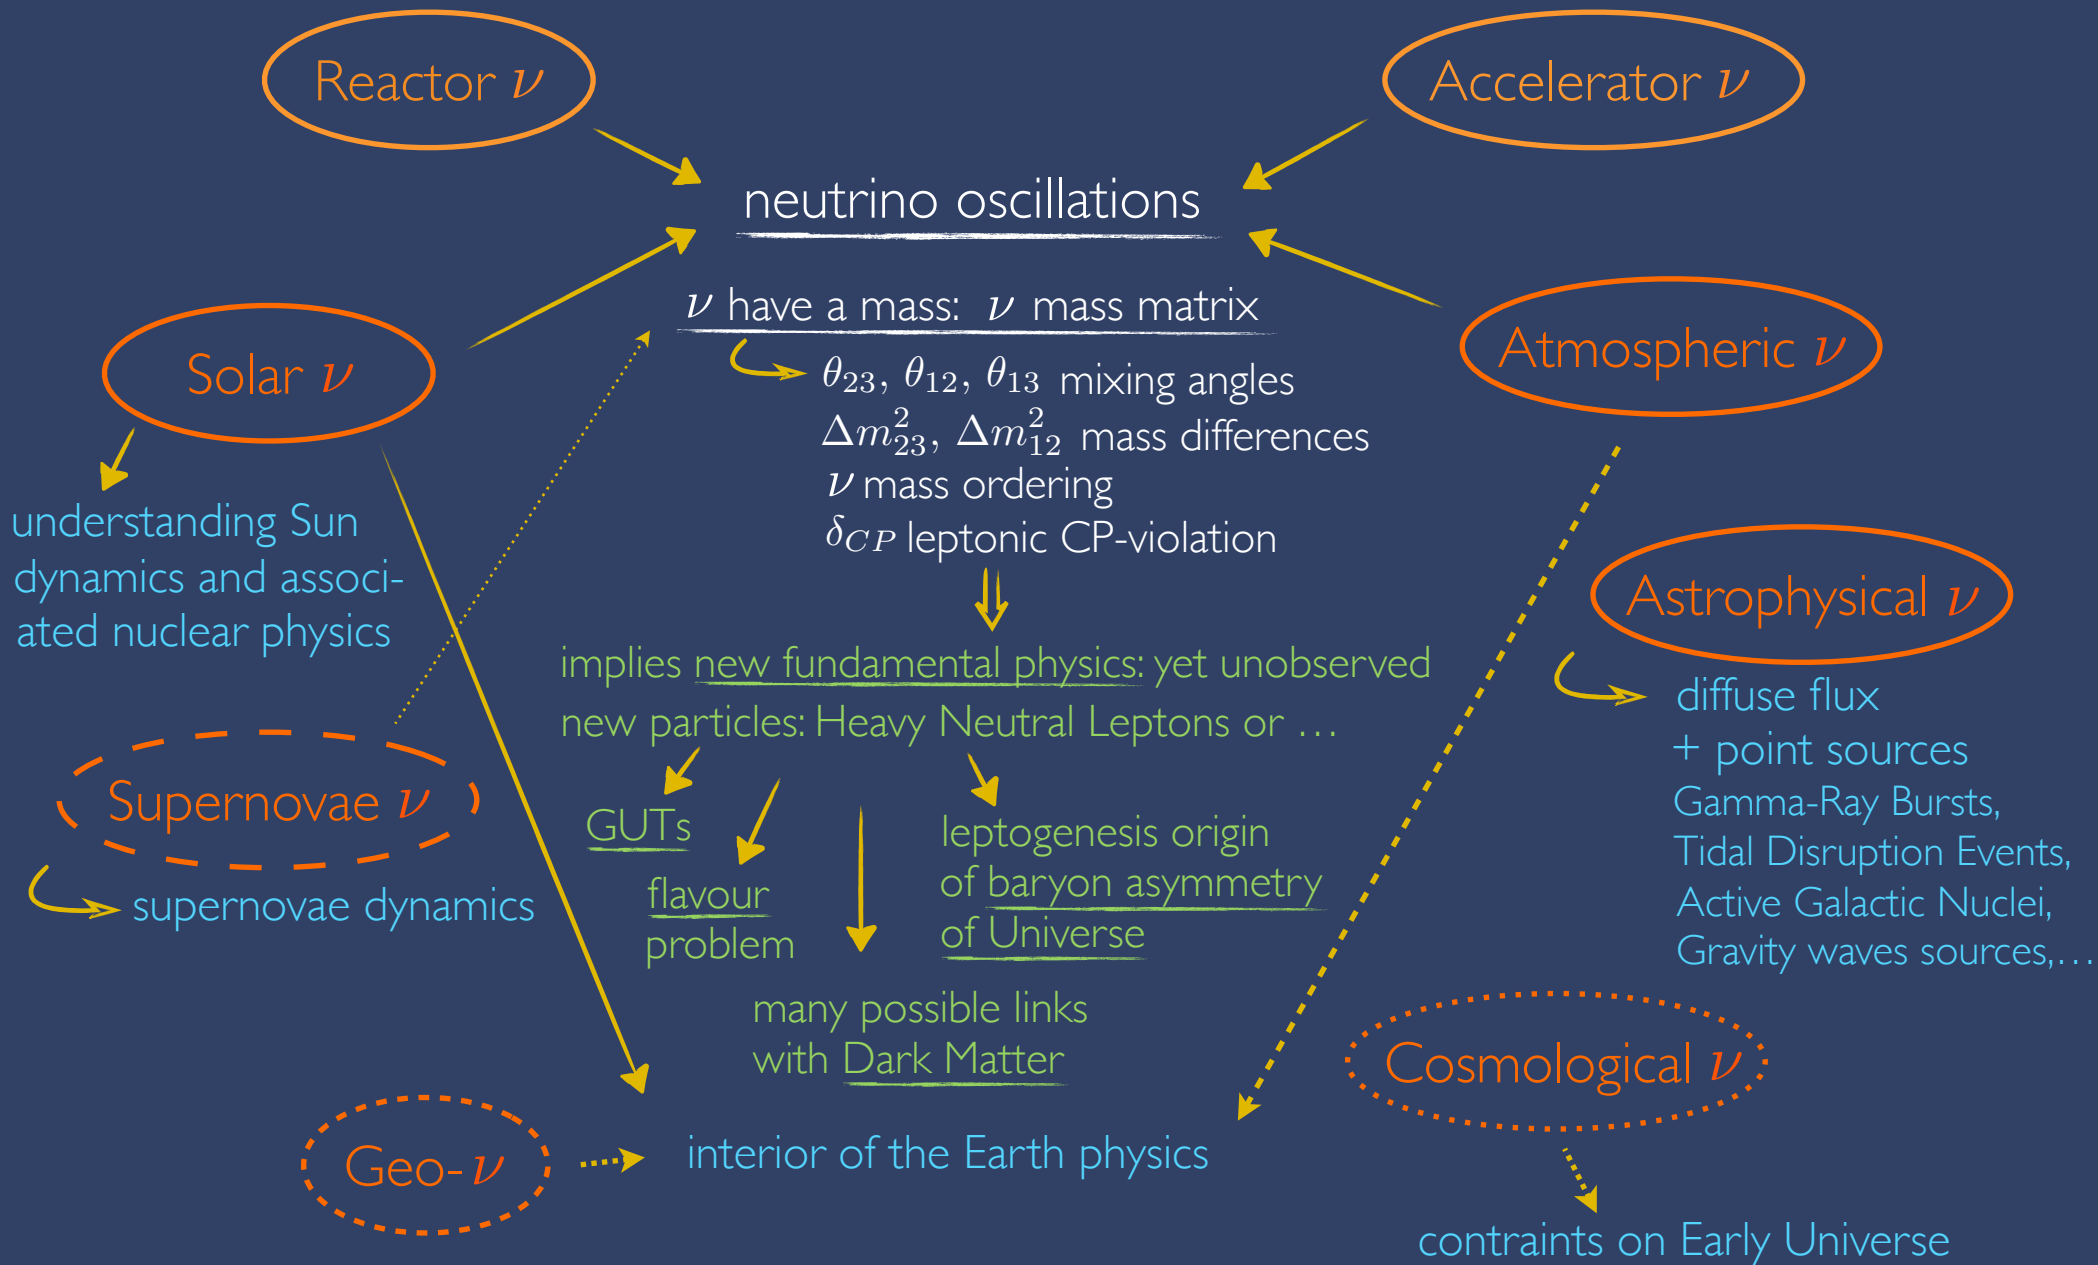 Reactor ν
Accelerator ν
neutrino oscillations
ν have a mass: ν mass matrix
θ₂₃, θ₁₂, θ₁₃ mixing angles
Δm²₂₃, Δm²₁₂ mass differences
ν mass ordering
δCP leptonic CP-violation
Solar ν
Atmospheric ν
understanding Sun
dynamics and associ-
ated nuclear physics
Astrophysical ν
diffuse flux
+ point sources
Gamma-Ray Bursts,
Tidal Disruption Events,
Active Galactic Nuclei,
Gravity waves sources,...
implies new fundamental physics: yet unobserved
new particles: Heavy Neutral Leptons or ...
Supernovae ν
supernovae dynamics
GUTs
flavour
problem
leptogenesis origin
of baryon asymmetry
of Universe
many possible links
with Dark Matter
Cosmological ν
Geo-ν
interior of the Earth physics
contraints on Early Universe